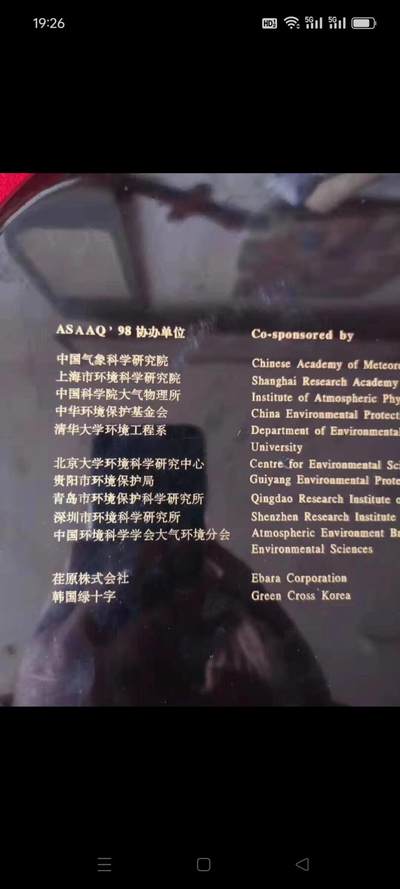 19:26
HD 5G 5G
ASAAQ'98 协办单位 Co-sponsored by
中国气象科学研究院 Chinese Academy of
上海市环境科学研究院 Shanghai Research Academy
中国科学院大气物理所 Institute of Atmospheric
中华环境保护基金会 China Environmental
清华大学环境工程系 Department of Environmental
University
北京大学环境科学研究中心 Centre for Environmental
贵阳市环境保护局 Guiyang Environmental
青岛市环境保护科学研究所 Qingdao Research Institute
深圳市环境科学研究所 Shenzhen Research Institute
中国环境科学学会大气环境分会 Atmospheric Environment
Environmental Sciences
荏原株式会社 Ebara Corporation
韩国绿十字 Green Cross Korea